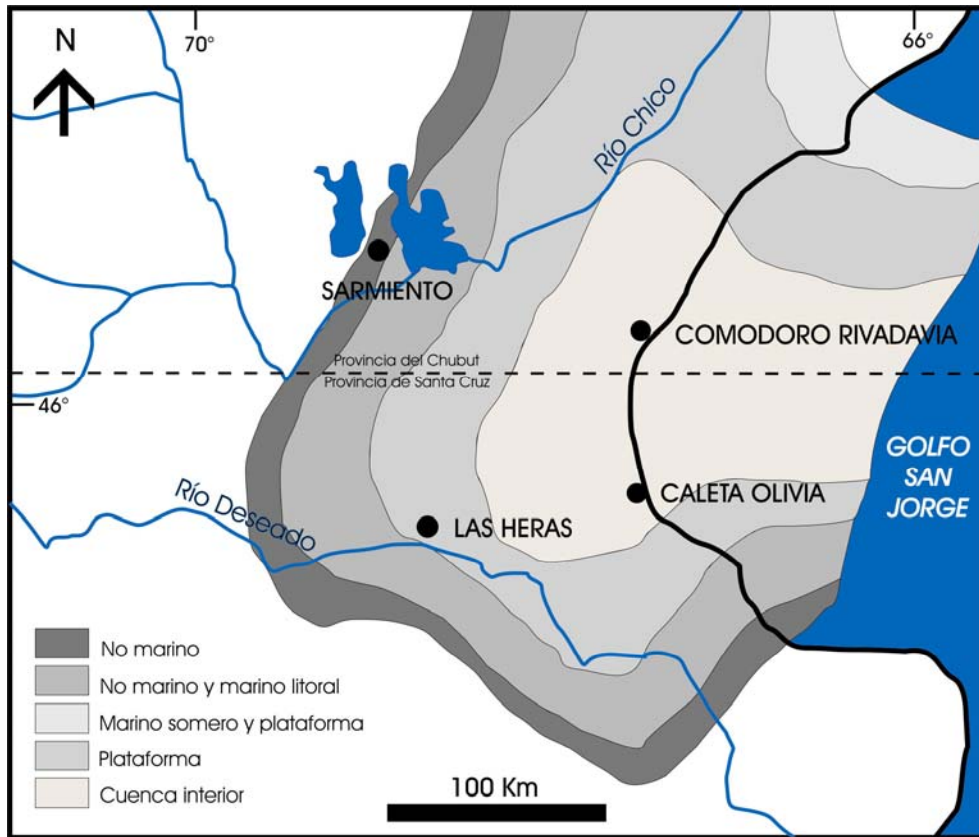 70°
66°
N
Río Chico
SARMIENTO
COMODORO RIVADAVIA
Provincia del Chubut
Provincia de Santa Cruz
46°
GOLFO
SAN
JORGE
Río Deseado
CALETA OLIVIA
LAS HERAS
No marino
No marino y marino litoral
Marino somero y plataforma
Plataforma
Cuenca interior
100 Km